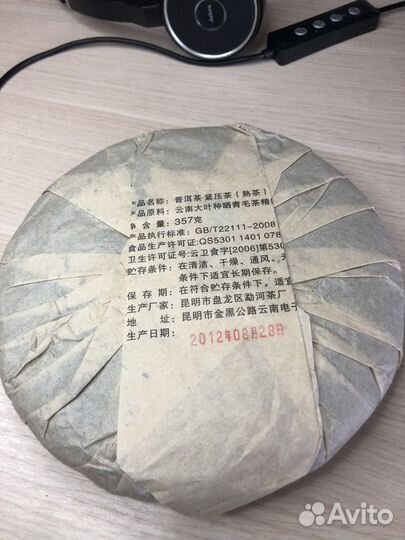 产品名称：普洱茶 紧压茶（熟茶）
产品原料：云南大叶种晒青毛茶精
净 含 量：357克
产品执行标准：GB/T22111-2008
食品生产许可证：QS5301 1401 078
卫生许可证号：云卫食字[2006]第530
贮存条件：在清洁、干燥、通风、无
条件下适宜长期保存。
保 存 期：在符合贮存条件下，适宜
生产厂家：昆明市盘龙区勐河茶厂
地 址：昆明市金黑公路云南电子
生产日期：
2012年08月28日
Avito